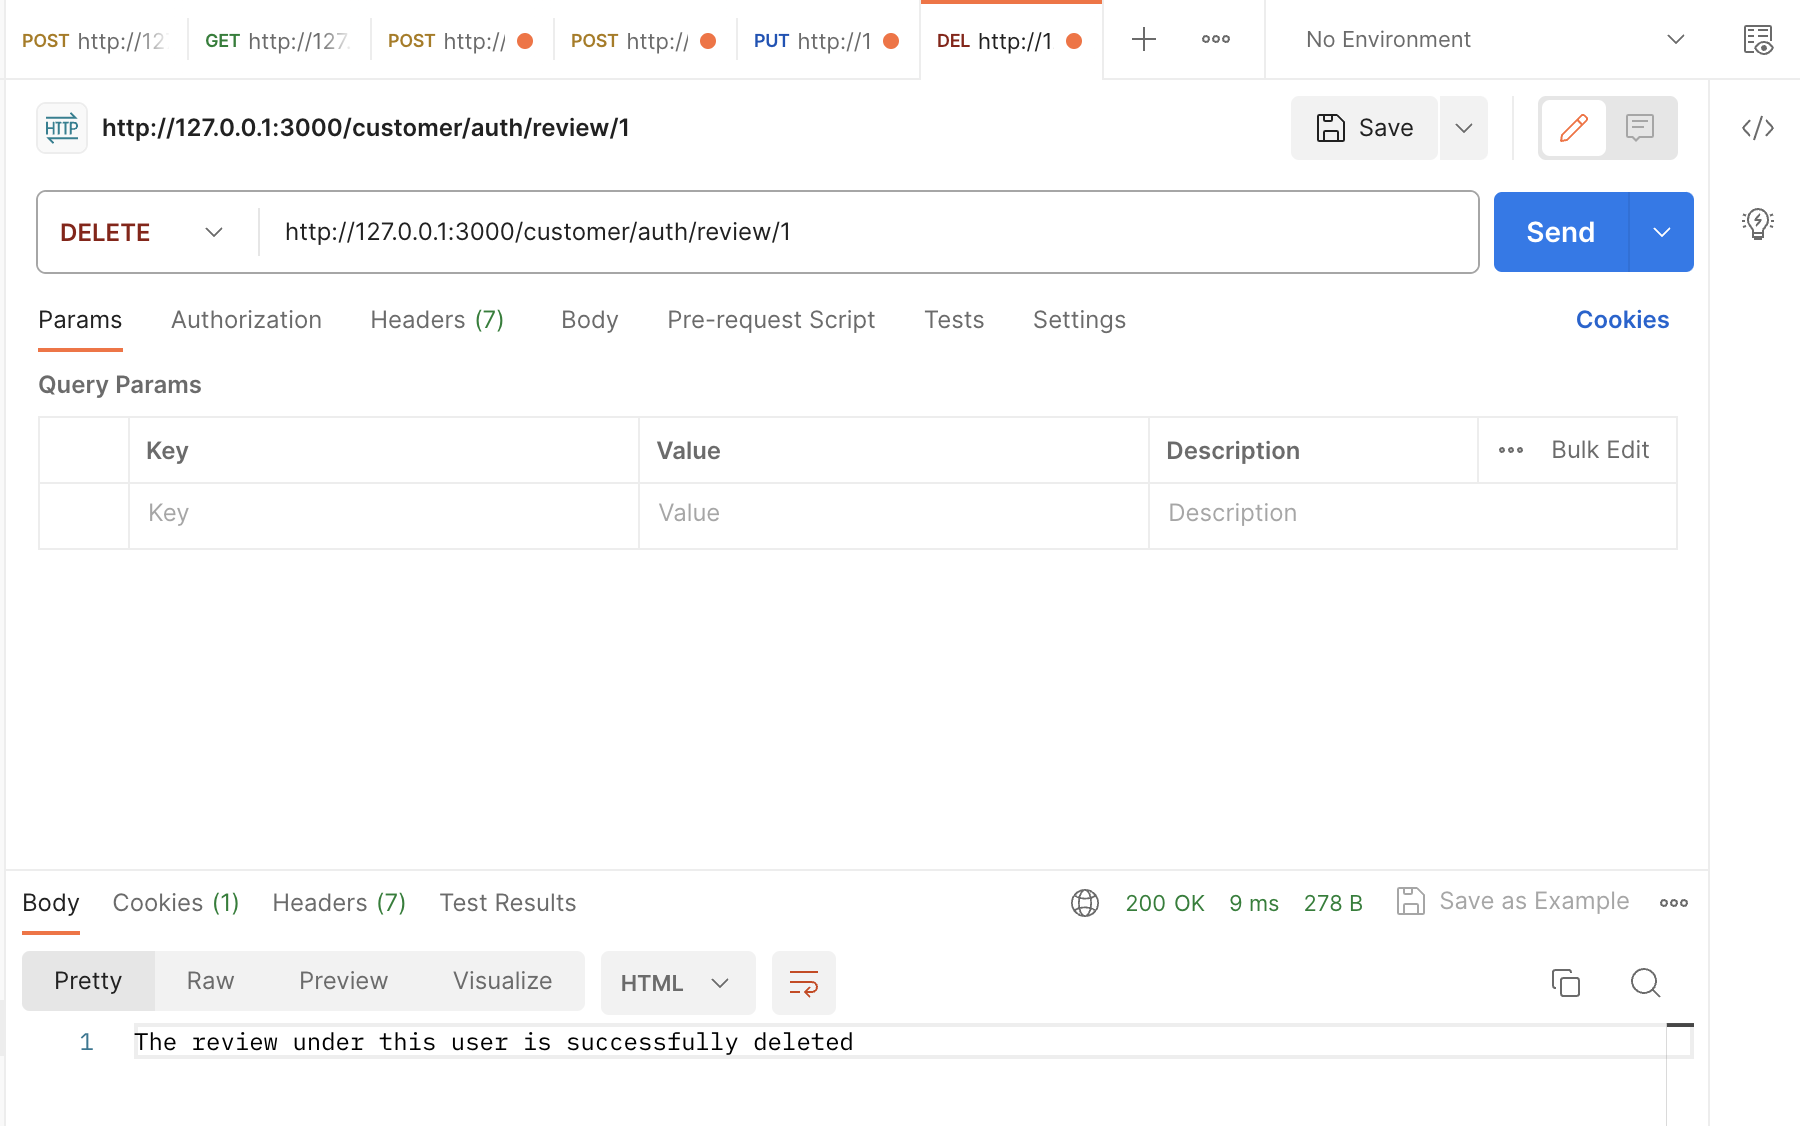 POST http://12 GET http://127. POST http:// POST http:// PUT http://1 DEL http://1 No Environment
HTTP http://127.0.0.1:3000/customer/auth/review/1 Save
DELETE http://127.0.0.1:3000/customer/auth/review/1 Send
Params Authorization Headers (7) Body Pre-request Script Tests Settings Cookies
Query Params
Key Value Description Bulk Edit
Key Value Description
Body Cookies (1) Headers (7) Test Results 200 OK 9 ms 278 B Save as Example
Pretty Raw Preview Visualize HTML
1 The review under this user is successfully deleted